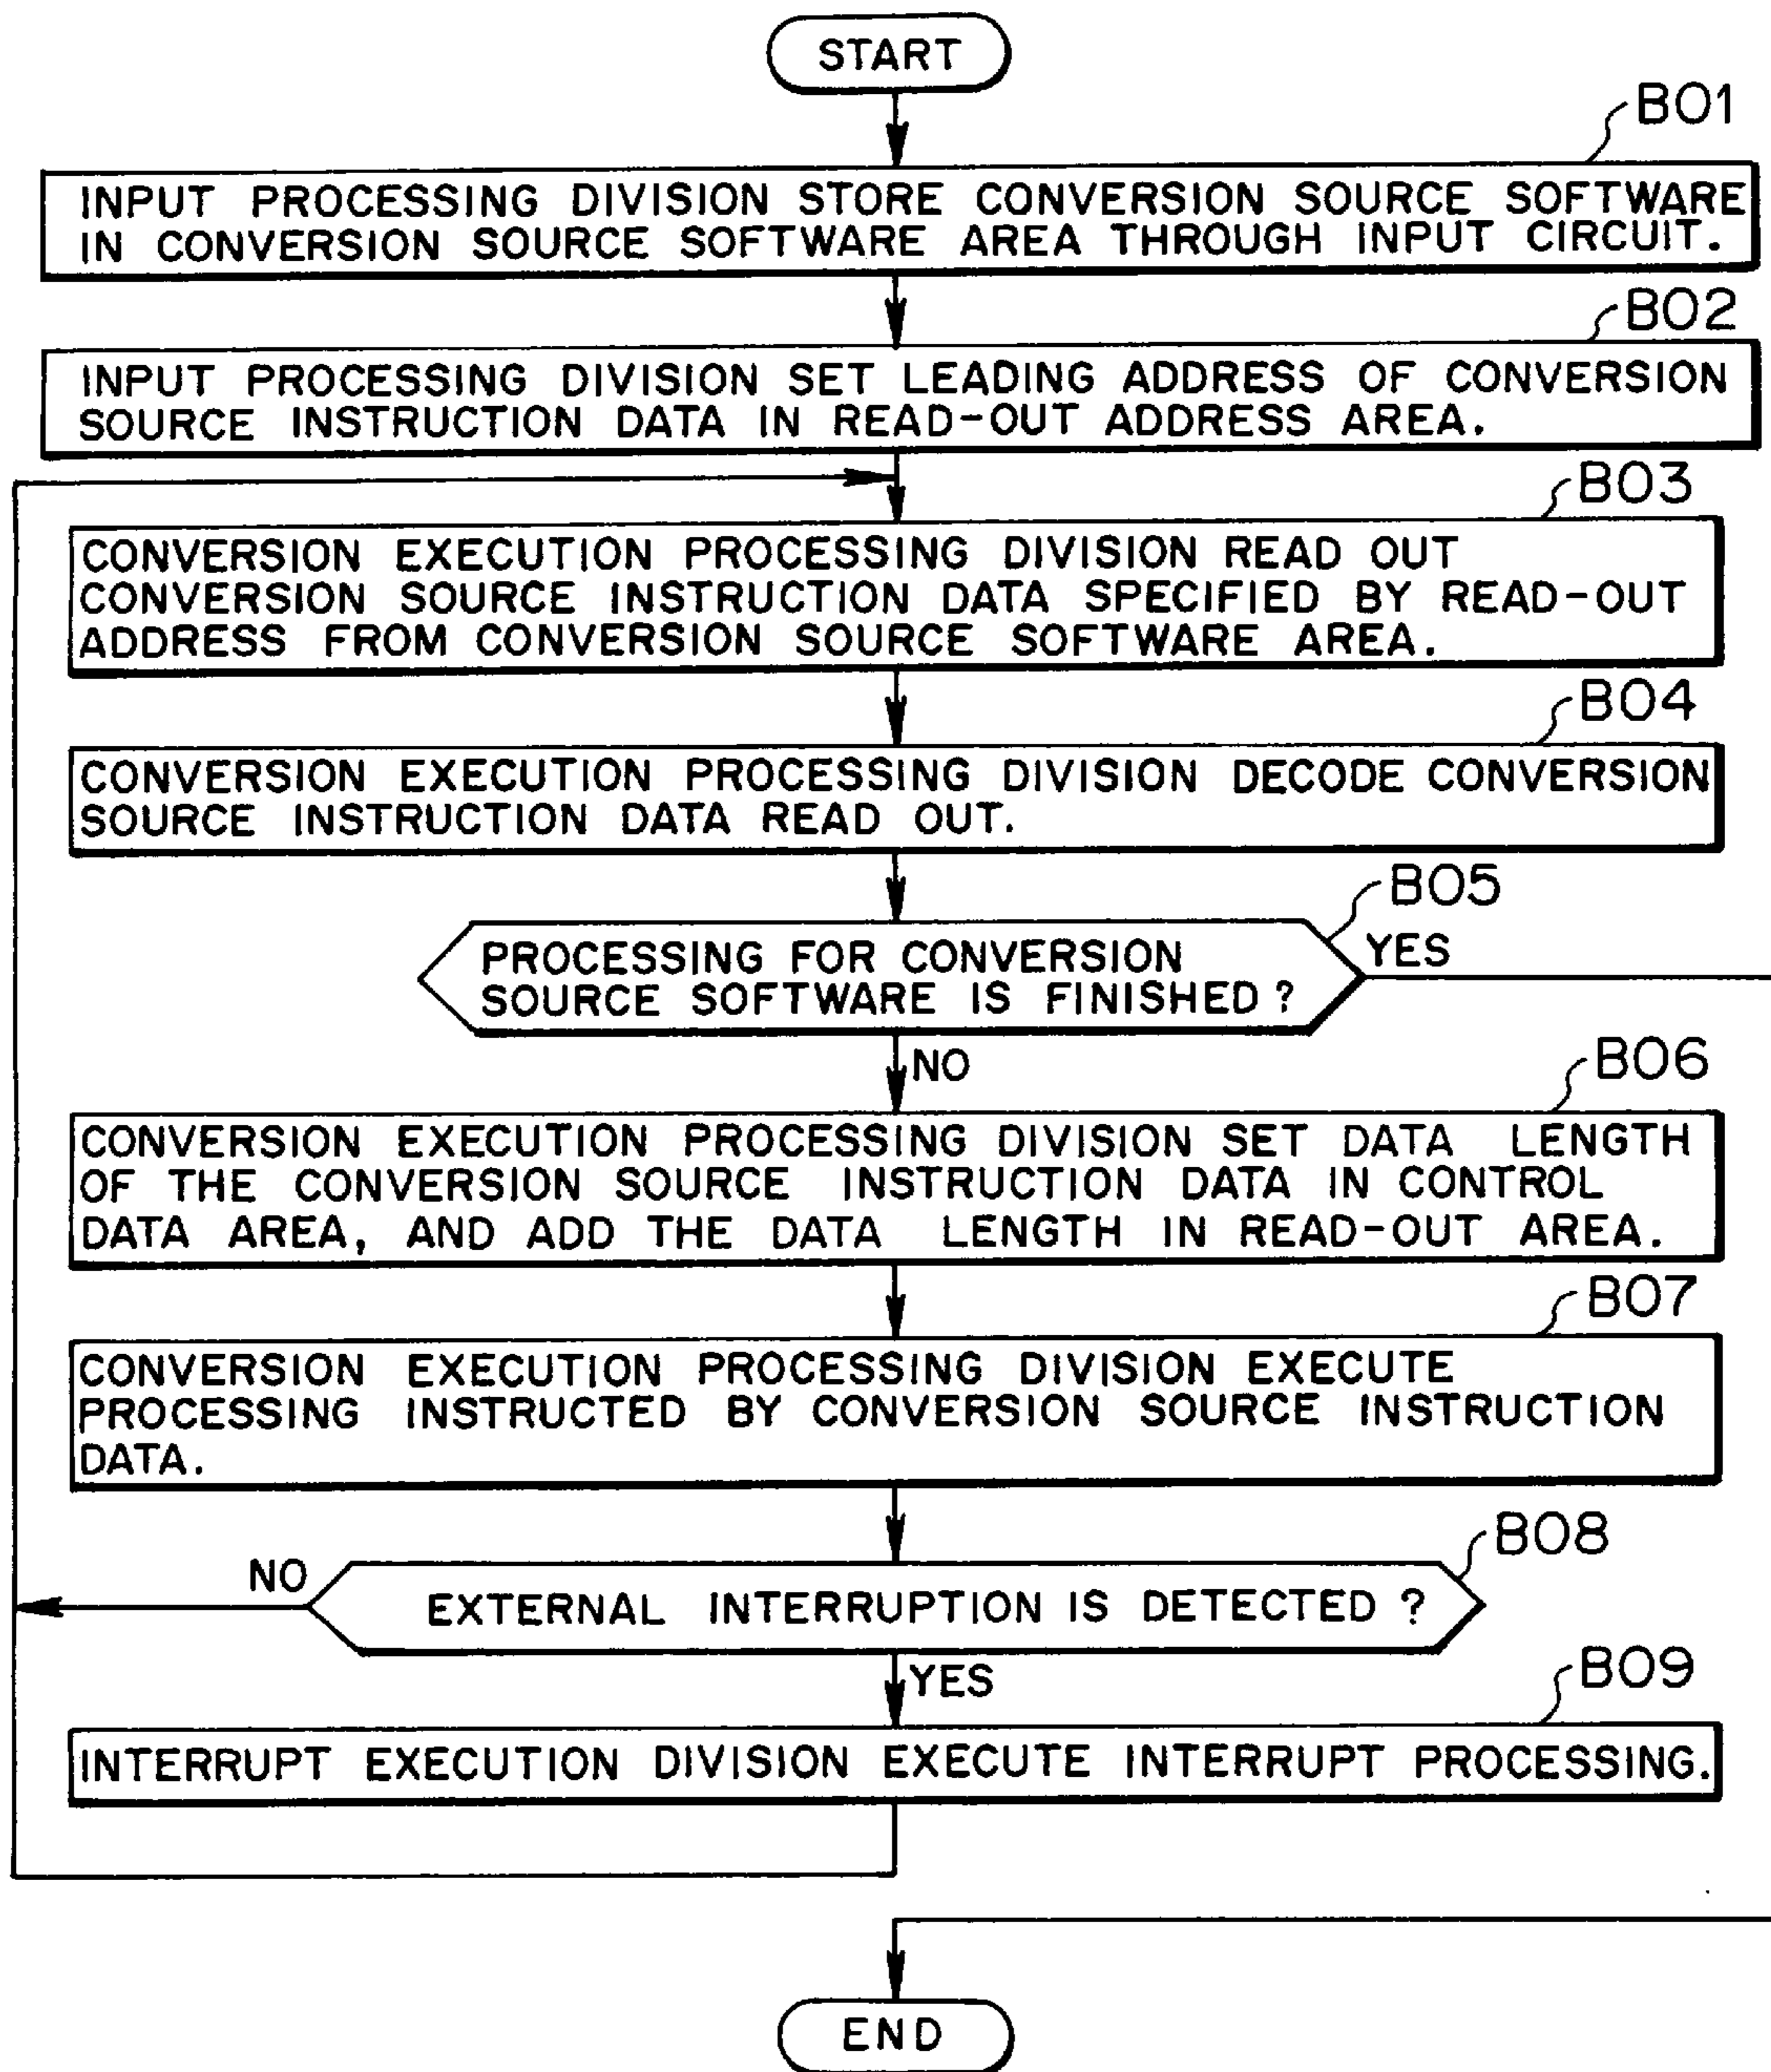 START
B01
INPUT PROCESSING DIVISION STORE CONVERSION SOURCE SOFTWARE
IN CONVERSION SOURCE SOFTWARE AREA THROUGH INPUT CIRCUIT.
B02
INPUT PROCESSING DIVISION SET LEADING ADDRESS OF CONVERSION
SOURCE INSTRUCTION DATA IN READ-OUT ADDRESS AREA.
B03
CONVERSION EXECUTION PROCESSING DIVISION READ OUT
CONVERSION SOURCE INSTRUCTION DATA SPECIFIED BY READ-OUT
ADDRESS FROM CONVERSION SOURCE SOFTWARE AREA.
B04
CONVERSION EXECUTION PROCESSING DIVISION DECODE CONVERSION
SOURCE INSTRUCTION DATA READ OUT.
B05
PROCESSING FOR CONVERSION
SOURCE SOFTWARE IS FINISHED ?
YES
NO
B06
CONVERSION EXECUTION PROCESSING DIVISION SET DATA LENGTH
OF THE CONVERSION SOURCE INSTRUCTION DATA IN CONTROL
DATA AREA, AND ADD THE DATA LENGTH IN READ-OUT AREA.
B07
CONVERSION EXECUTION PROCESSING DIVISION EXECUTE
PROCESSING INSTRUCTED BY CONVERSION SOURCE INSTRUCTION
DATA.
B08
NO
EXTERNAL INTERRUPTION IS DETECTED ?
YES
B09
INTERRUPT EXECUTION DIVISION EXECUTE INTERRUPT PROCESSING.
END